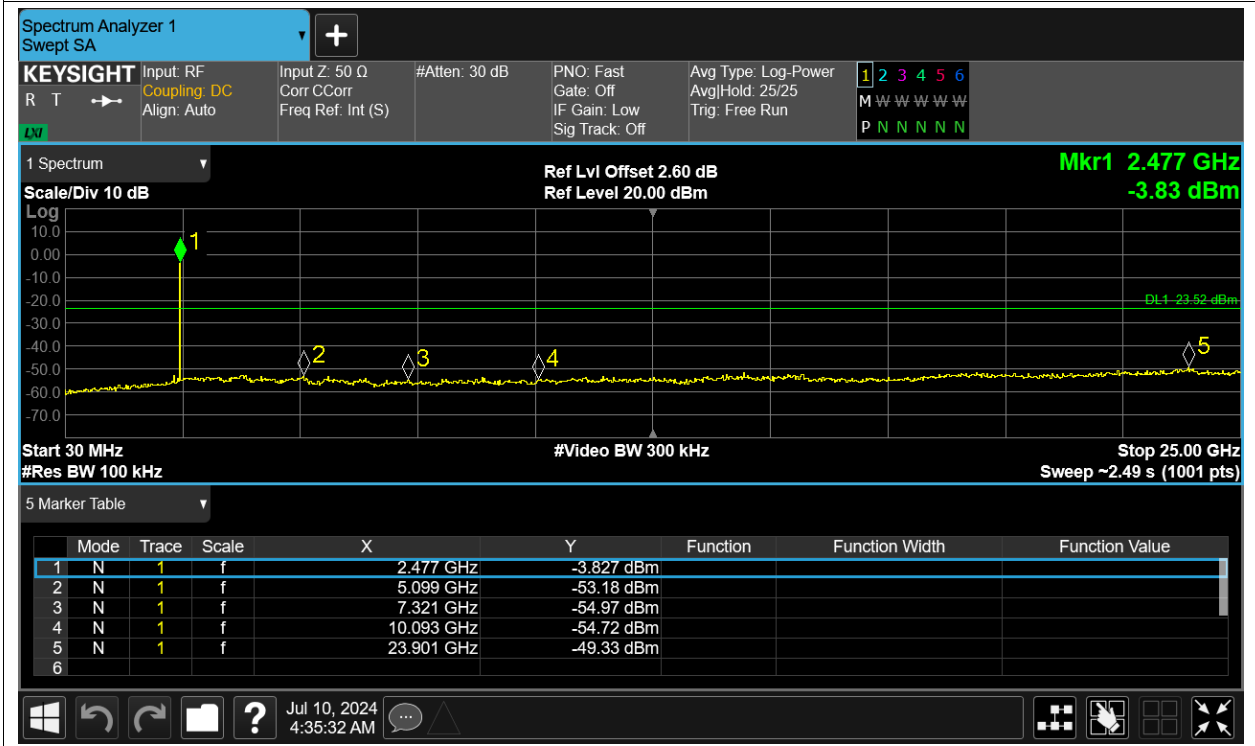 Spectrum Analyzer 1
Swept SA
+
KEYSIGHT
R T
LXI
Input: RF
Coupling: DC
Align: Auto
Input Z: 50 Ω
Corr CCorr
Freq Ref: Int (S)
#Atten: 30 dB
PNO: Fast
Gate: Off
IF Gain: Low
Sig Track: Off
Avg Type: Log-Power
Avg|Hold: 25/25
Trig: Free Run
1 2 3 4 5 6
M W W W W W
P N N N N N
1 Spectrum
Scale/Div 10 dB
Ref Lvl Offset 2.60 dB
Ref Level 20.00 dBm
Mkr1 2.477 GHz
-3.83 dBm
Log
10.0
0.00
-10.0
-20.0
-30.0
-40.0
-50.0
-60.0
-70.0
1
2
3
4
5
DL1 -23.52 dBm
Start 30 MHz
#Res BW 100 kHz
#Video BW 300 kHz
Stop 25.00 GHz
Sweep ~2.49 s (1001 pts)
5 Marker Table
Mode Trace Scale X Y Function Function Width Function Value
1 N 1 f 2.477 GHz -3.827 dBm
2 N 1 f 5.099 GHz -53.18 dBm
3 N 1 f 7.321 GHz -54.97 dBm
4 N 1 f 10.093 GHz -54.72 dBm
5 N 1 f 23.901 GHz -49.33 dBm
6
?
Jul 10, 2024
4:35:32 AM